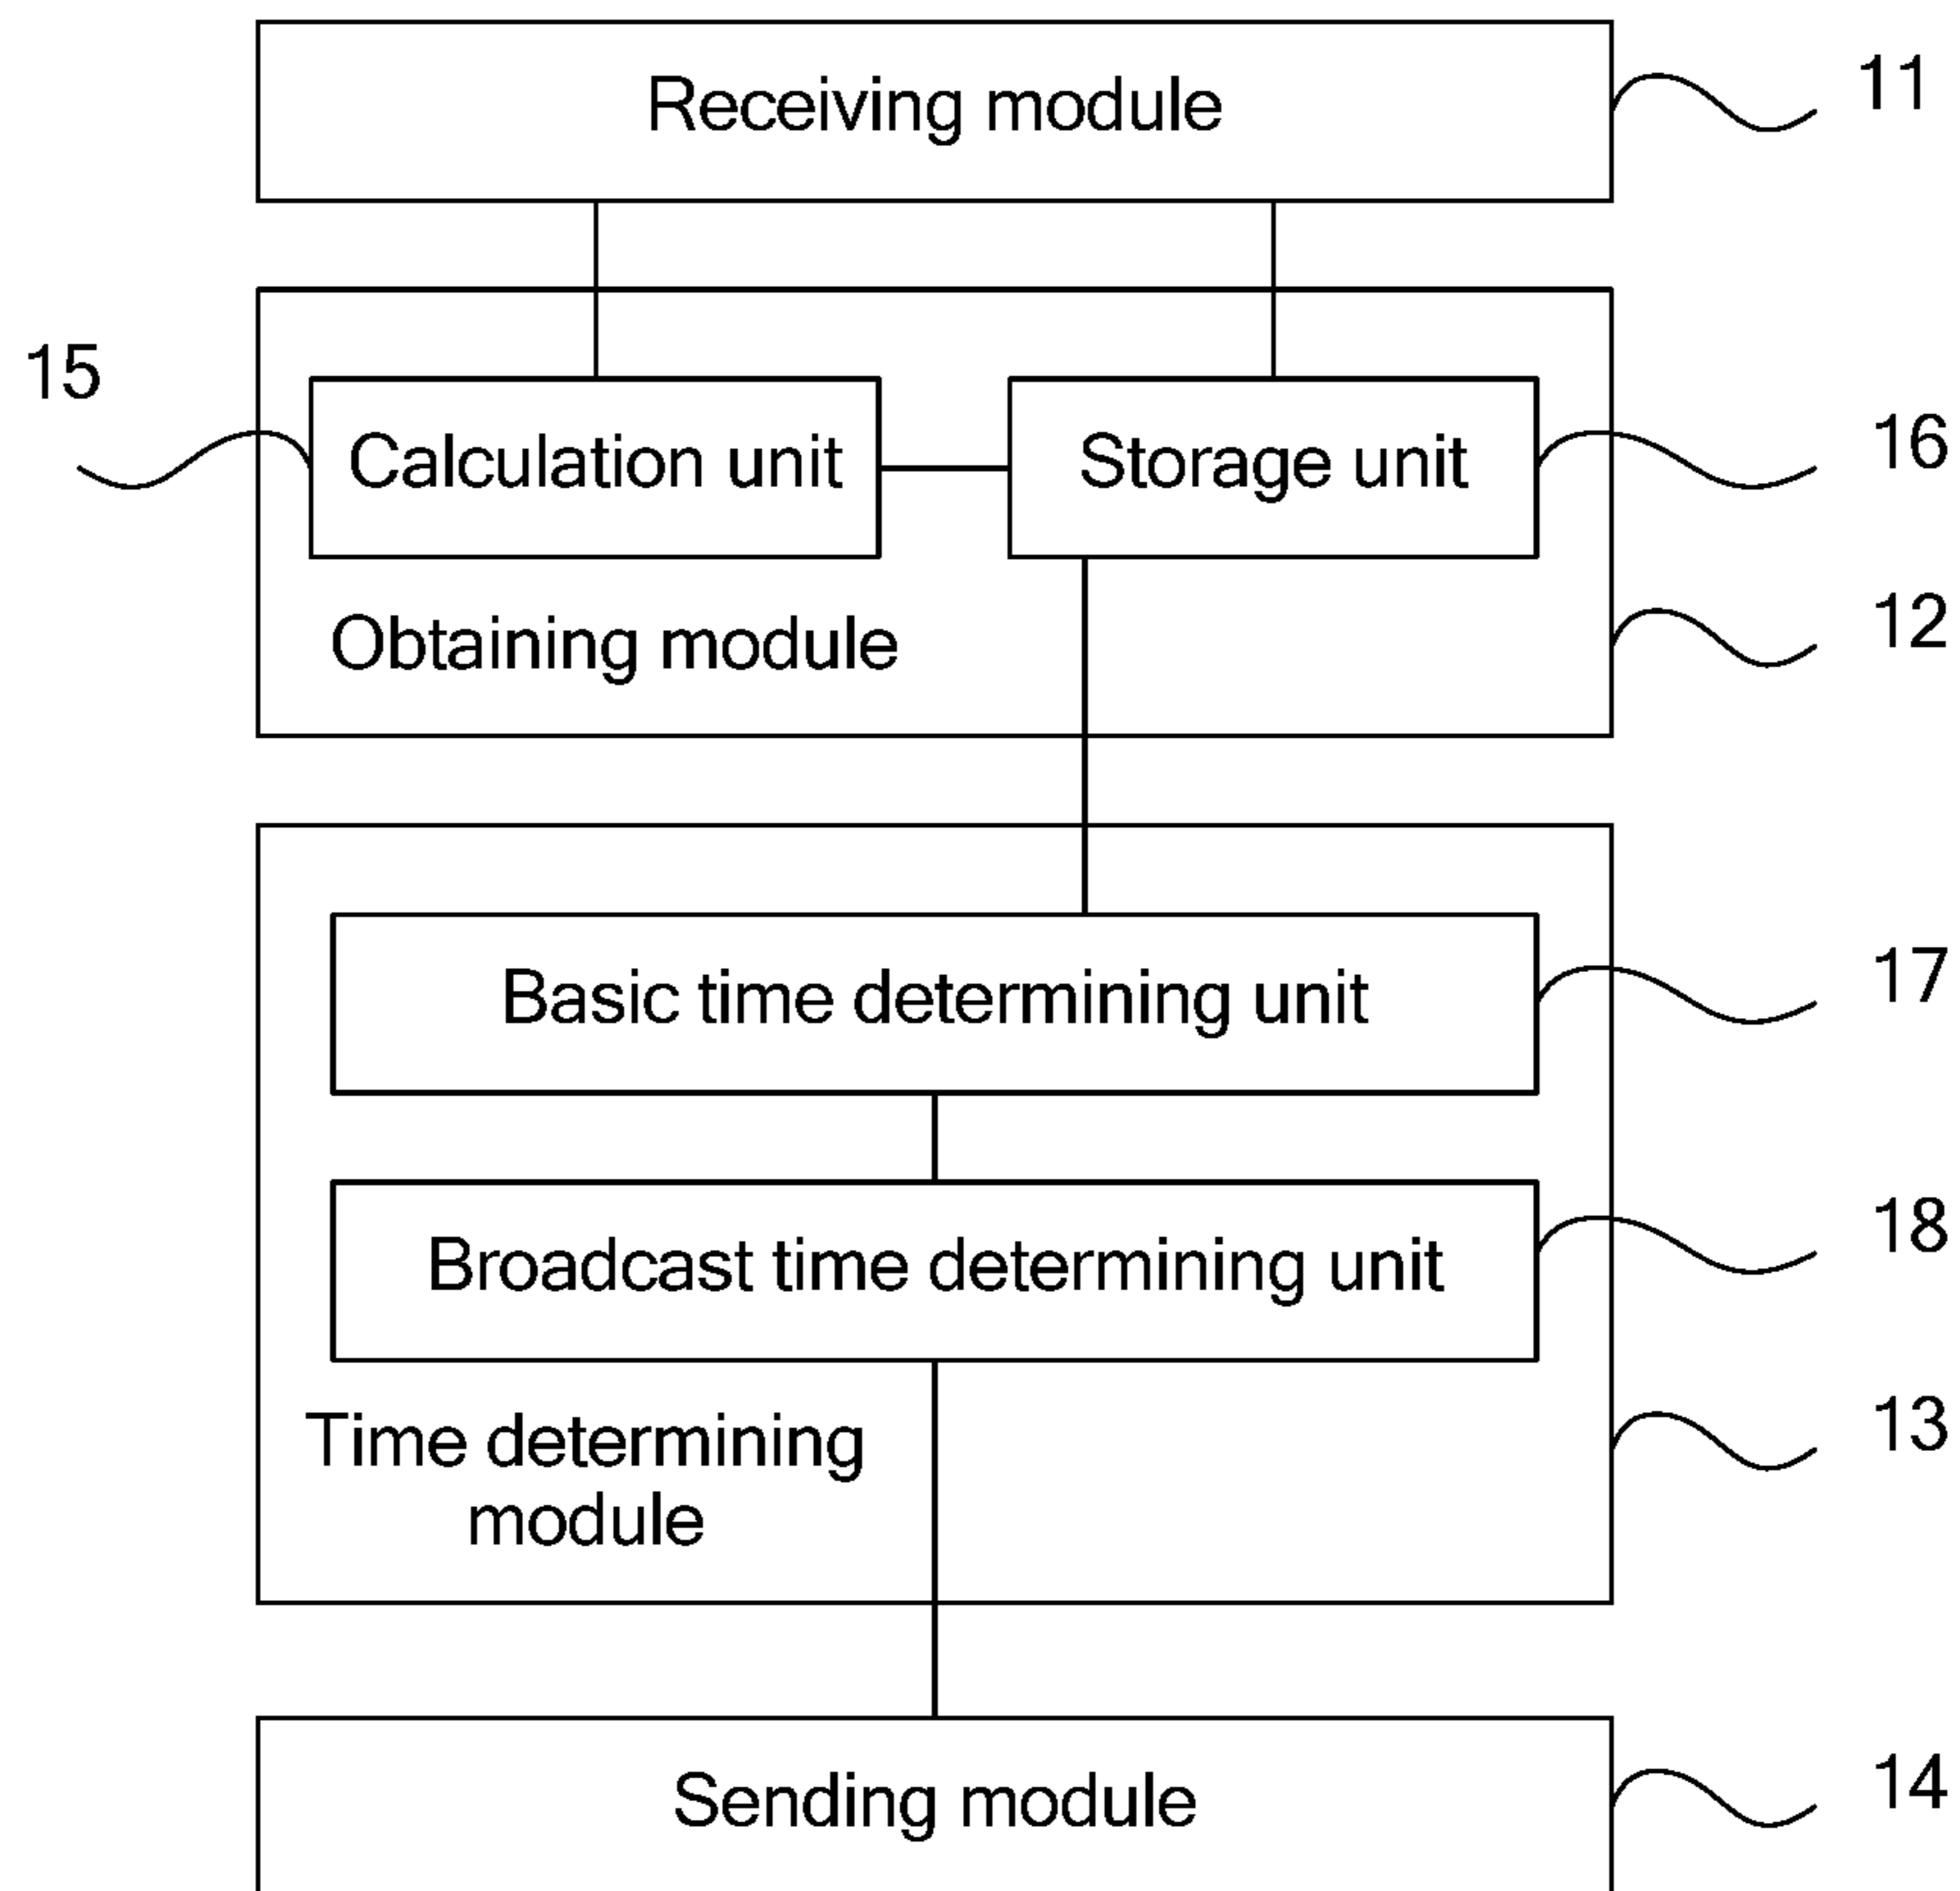 Receiving module
11
15
Calculation unit
Storage unit
16
Obtaining module
12
Basic time determining unit
17
Broadcast time determining unit
18
Time determining
module
13
Sending module
14